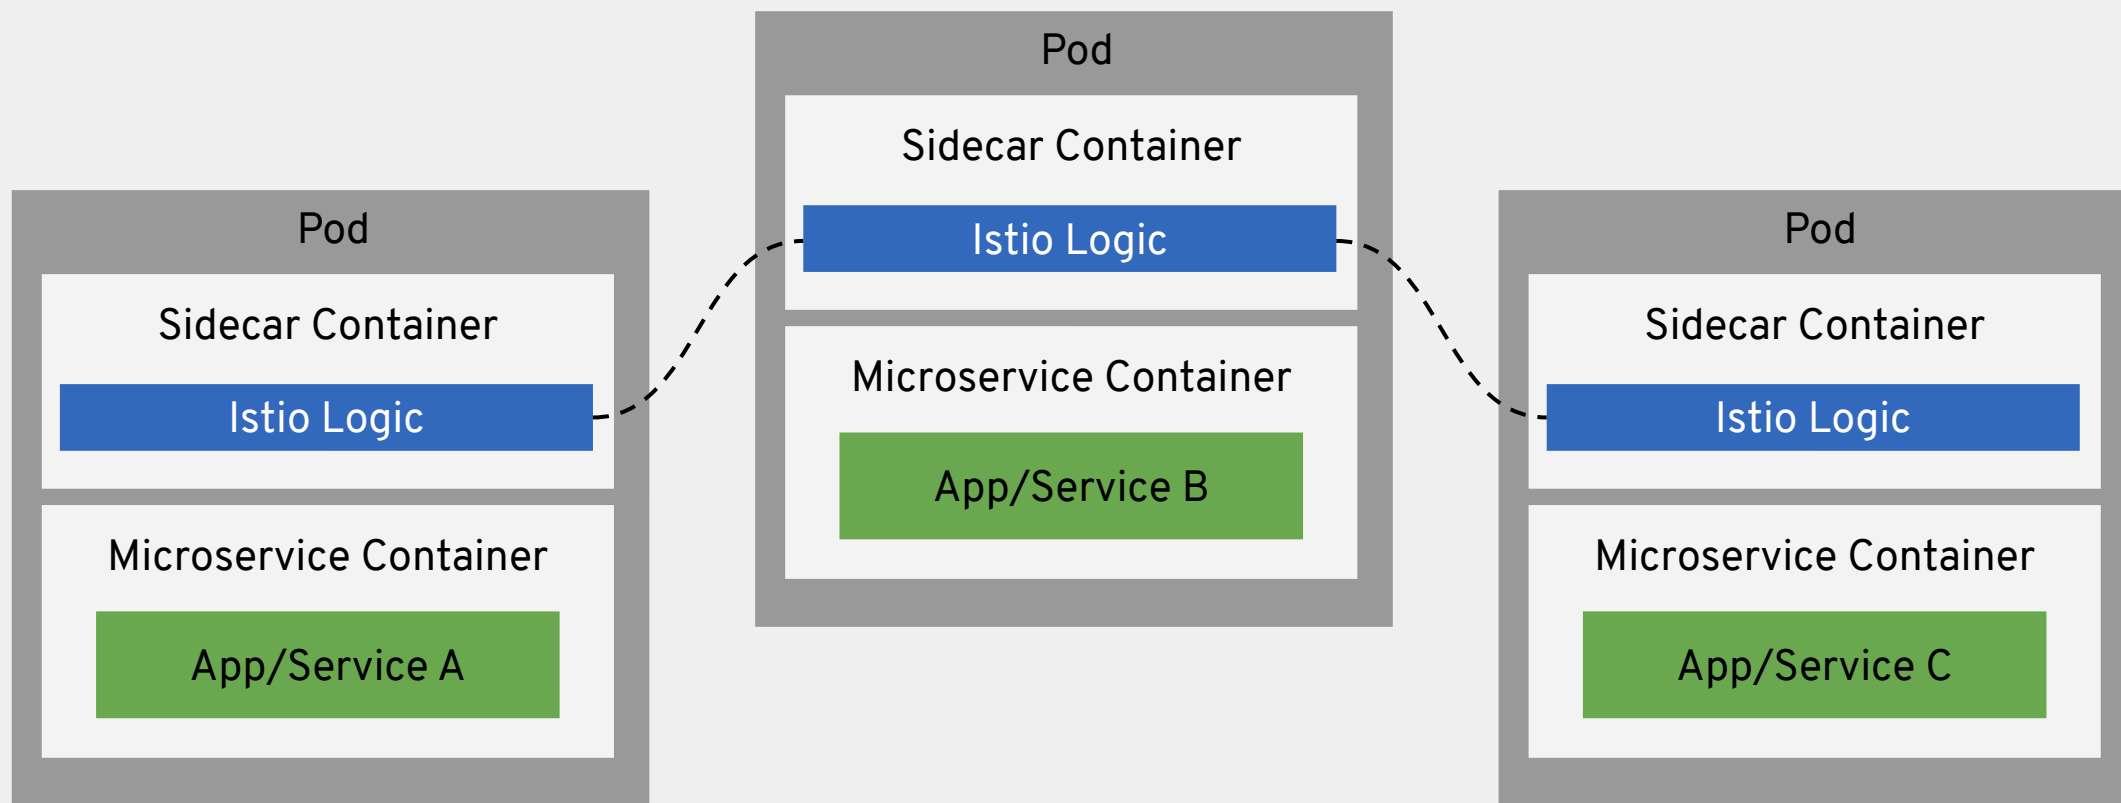 Pod
Sidecar Container
Istio Logic
Microservice Container
App/Service A
Pod
Sidecar Container
Istio Logic
Microservice Container
App/Service B
Pod
Sidecar Container
Istio Logic
Microservice Container
App/Service C